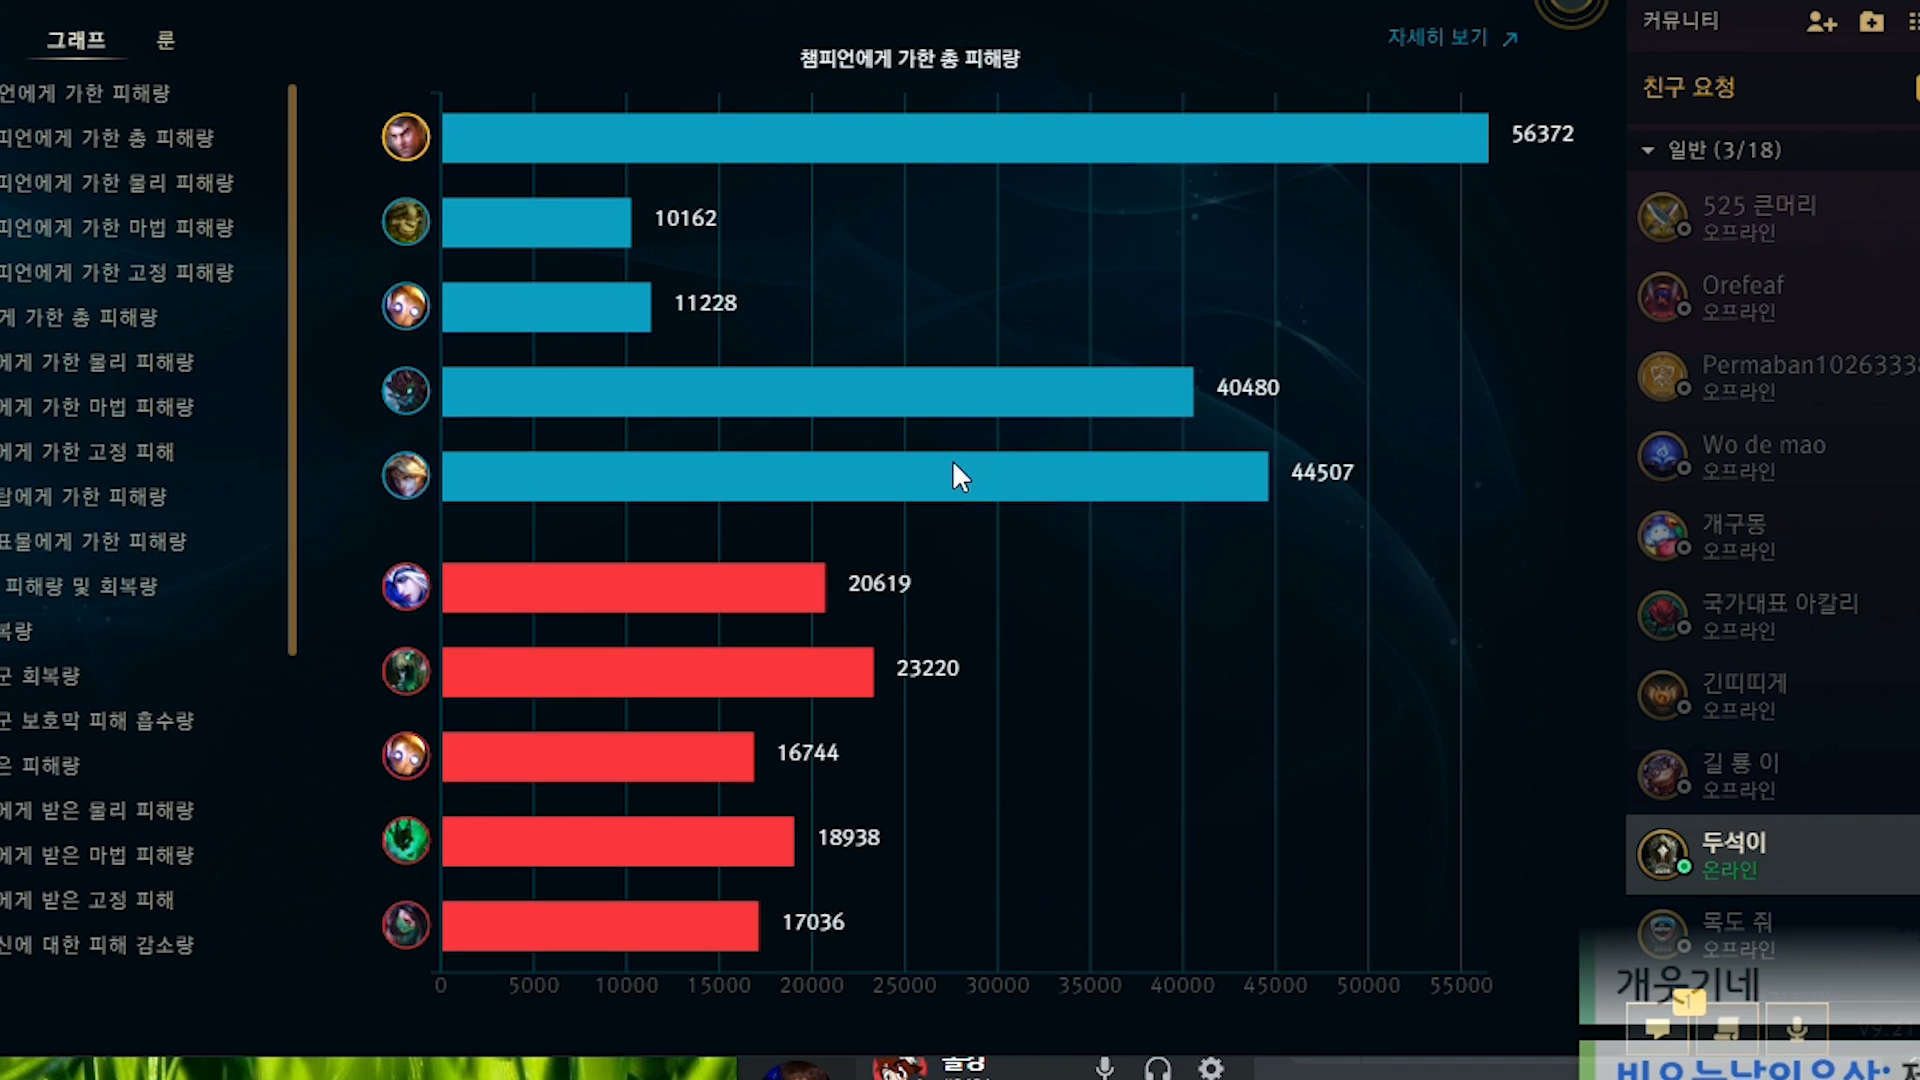 그래프
룬
챔피언에게 가한 총 피해량
자세히 보기
언에게 가한 피해량
피언에게 가한 총 피해량
피언에게 가한 물리 피해량
피언에게 가한 마법 피해량
피언에게 가한 고정 피해량
게 가한 총 피해량
에게 가한 물리 피해량
에게 가한 마법 피해량
에게 가한 고정 피해
탑에게 가한 피해량
표물에게 가한 피해량
피해량 및 회복량
복량
군 회복량
군 보호막 피해 흡수량
은 피해량
에게 받은 물리 피해량
에게 받은 마법 피해량
에게 받은 고정 피해
신에 대한 피해 감소량
56372
10162
11228
40480
44507
20619
23220
16744
18938
17036
0 5000 10000 15000 20000 25000 30000 35000 40000 45000 50000 55000
커뮤니티
친구 요청
일반 (3/18)
525 큰머리
오프라인
Orefeaf
오프라인
Permaban1026333
오프라인
Wo de mao
오프라인
개구몽
오프라인
국가대표 아칼리
오프라인
긴띠띠게
오프라인
길 룡 이
오프라인
두석이
온라인
목도 줘
오프라인
개웃기네
1